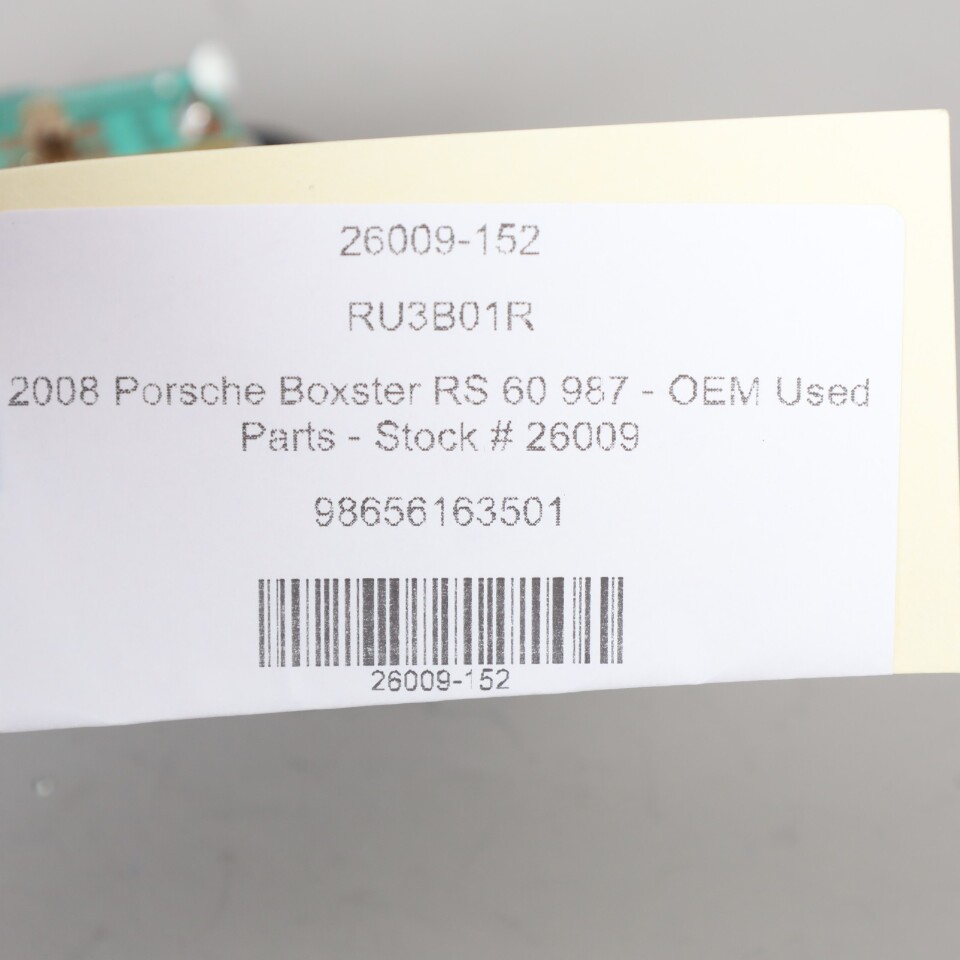 26009-152
RU3B01R
2008 Porsche Boxster RS 60 987 - OEM Used
Parts - Stock # 26009
98656163501
26009-152